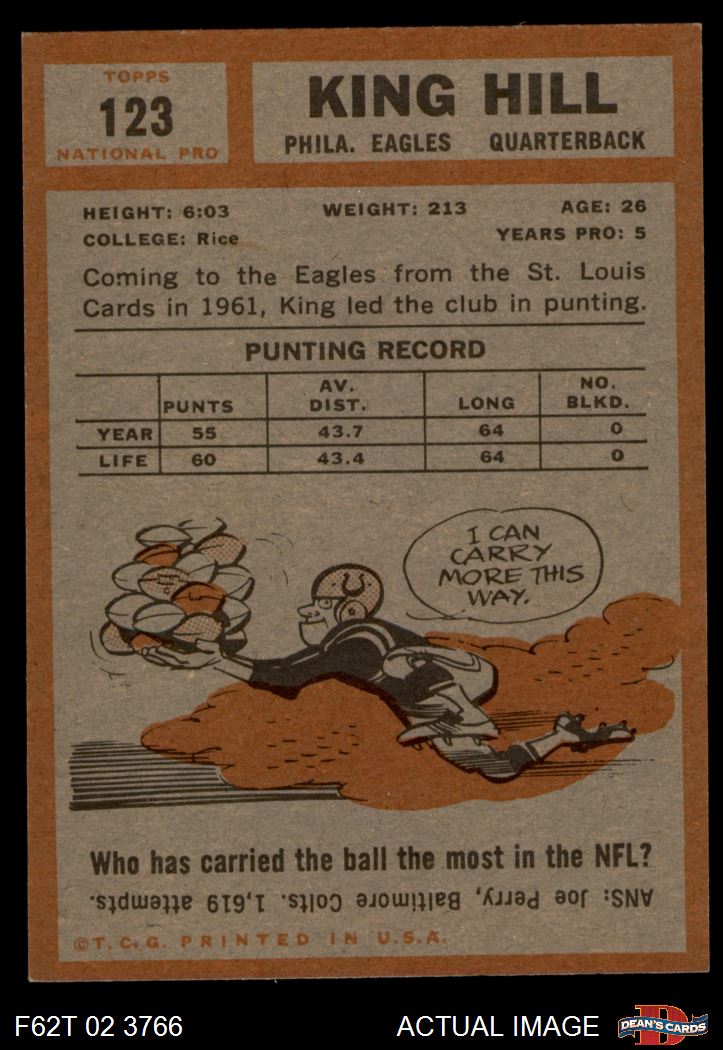 TOPPS
123
NATIONAL PRO
KING HILL
PHILA. EAGLES QUARTERBACK
HEIGHT: 6:03 WEIGHT: 213 AGE: 26
COLLEGE: Rice YEARS PRO: 5
Coming to the Eagles from the St. Louis
Cards in 1961, King led the club in punting.
PUNTING RECORD
PUNTS AV. DIST. LONG NO. BLKD.
YEAR 55 43.7 64 0
LIFE 60 43.4 64 0
I CAN
CARRY
MORE THIS
WAY.
Who has carried the ball the most in the NFL?
ANS: Joe Perry, Baltimore Colts. 1,619 attempts.
©T.C.G. PRINTED IN U.S.A.
F62T 02 3766 ACTUAL IMAGE
D
DEAN'S CARDS